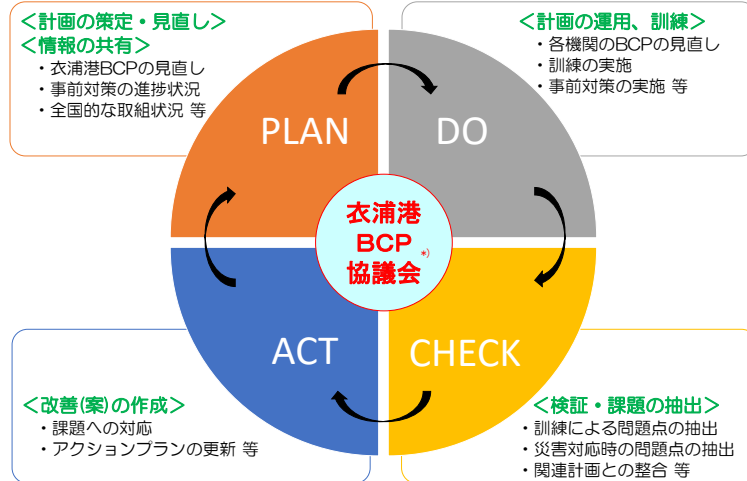 <計画の策定・見直し>
<情報の共有>
・衣浦港BCPの見直し
・事前対策の進捗状況
・全国的な取組状況 等
<計画の運用、訓練>
・各機関のBCPの見直し
・訓練の実施
・事前対策の実施 等
PLAN
DO
衣浦港
BCP
協議会*)
ACT
CHECK
<改善(案)の作成>
・課題への対応
・アクションプランの更新 等
<検証・課題の抽出>
・訓練による問題点の抽出
・災害対応時の問題点の抽出
・関連計画との整合 等